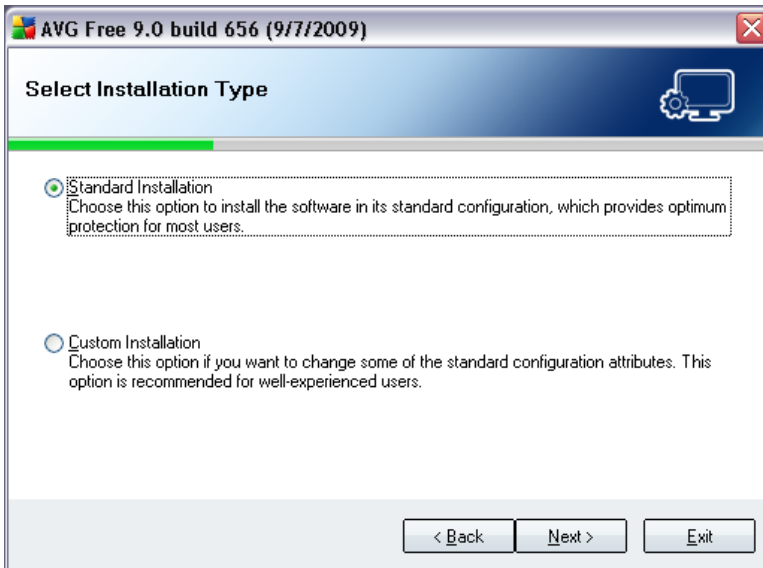 AVG Free 9.0 build 656 (9/7/2009)
Select Installation Type
Standard Installation
Choose this option to install the software in its standard configuration, which provides optimum
protection for most users.
Custom Installation
Choose this option if you want to change some of the standard configuration attributes. This
option is recommended for well-experienced users.
< Back Next > Exit